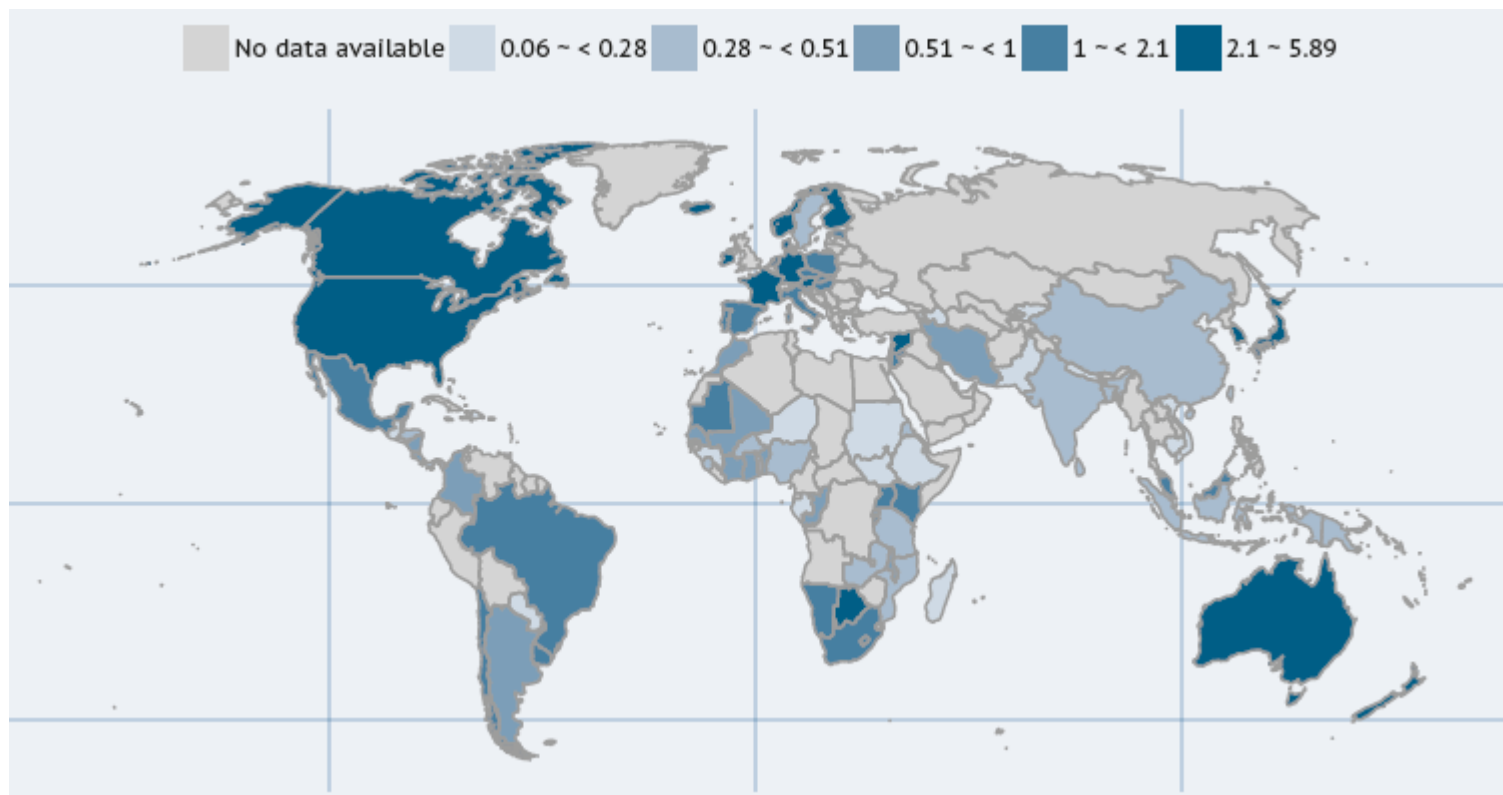 No data available 0.06 ~ < 0.28 0.28 ~ < 0.51 0.51 ~ < 1 1 ~ < 2.1 2.1 ~ 5.89